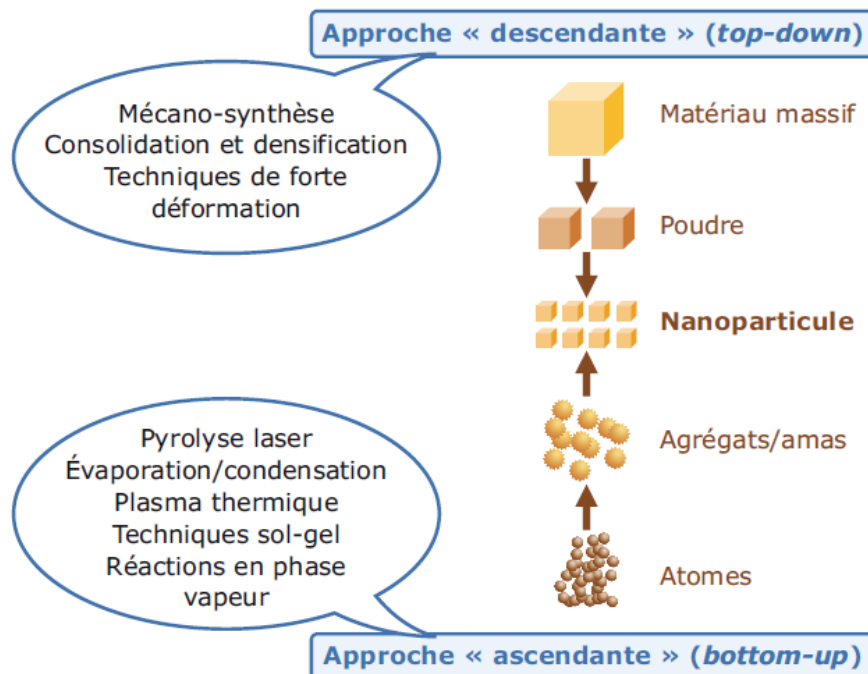 Approche « descendante » (top-down)
Mécano-synthèse
Consolidation et densification
Techniques de forte
déformation
Matériau massif
Poudre
Nanoparticule
Agrégats/amas
Atomes
Pyrolyse laser
Évaporation/condensation
Plasma thermique
Techniques sol-gel
Réactions en phase
vapeur
Approche « ascendante » (bottom-up)